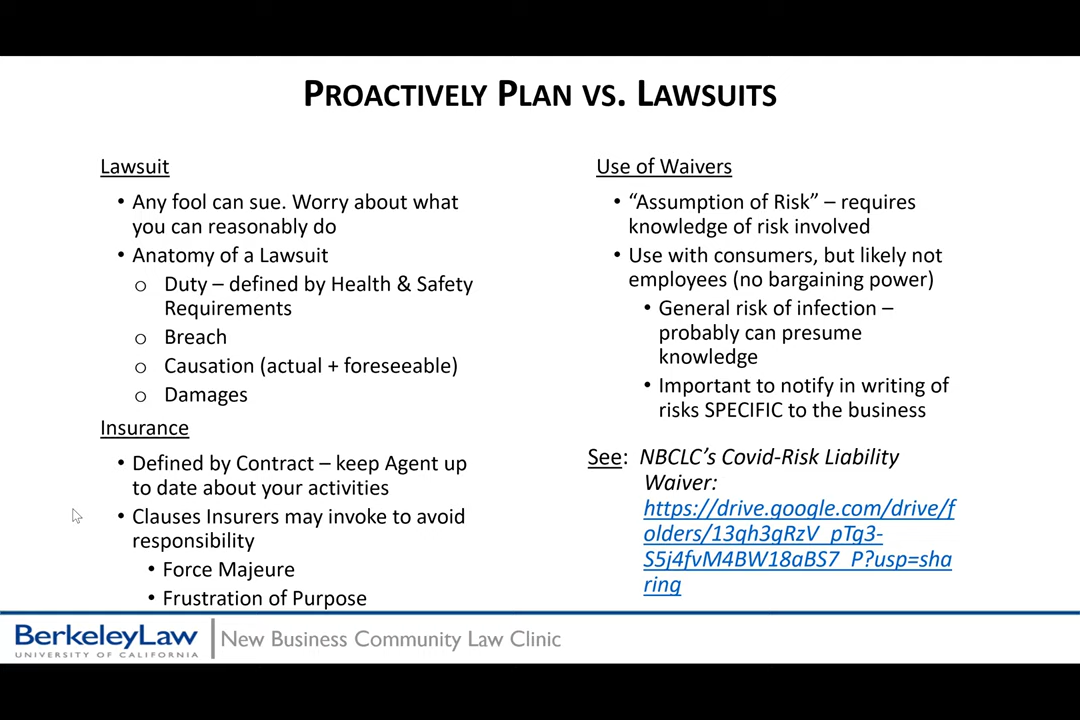 PROACTIVELY PLAN VS. LAWSUITS
Lawsuit
• Any fool can sue. Worry about what
you can reasonably do
• Anatomy of a Lawsuit
o Duty – defined by Health & Safety
Requirements
o Breach
o Causation (actual + foreseeable)
o Damages
Insurance
• Defined by Contract – keep Agent up
to date about your activities
• Clauses Insurers may invoke to avoid
responsibility
• Force Majeure
• Frustration of Purpose
Use of Waivers
• “Assumption of Risk” – requires
knowledge of risk involved
• Use with consumers, but likely not
employees (no bargaining power)
• General risk of infection –
probably can presume
knowledge
• Important to notify in writing of
risks SPECIFIC to the business
See: NBCLC’s Covid-Risk Liability
Waiver:
https://drive.google.com/drive/f
olders/13qh3gRzV_pTg3-
S5j4fvM4BW18aBS7_P?usp=sha
ring
BerkeleyLaw
UNIVERSITY OF CALIFORNIA
New Business Community Law Clinic